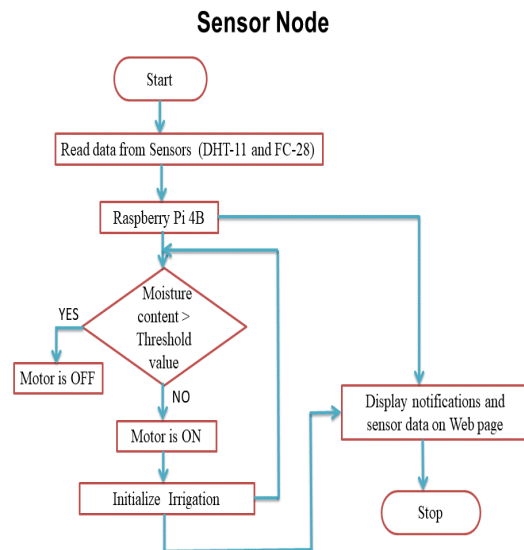 Sensor Node
Start
Read data from Sensors (DHT-11 and FC-28)
Raspberry Pi 4B
Moisture
content >
Threshold
value
YES
Motor is OFF
NO
Motor is ON
Initialize Irrigation
Display notifications and
sensor data on Web page
Stop